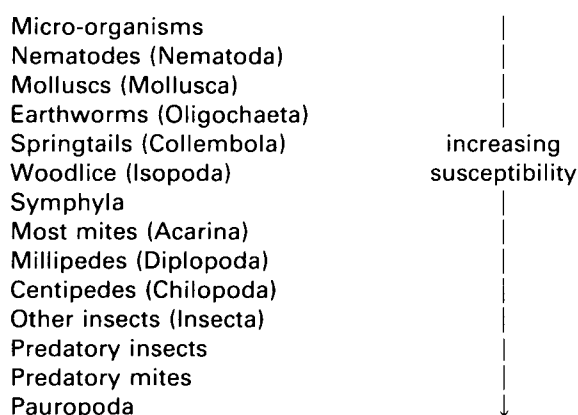 Micro-organisms
Nematodes (Nematoda)
Molluscs (Mollusca)
Earthworms (Oligochaeta)
Springtails (Collembola) increasing
Woodlice (Isopoda) susceptibility
Symphyla
Most mites (Acarina)
Millipedes (Diplopoda)
Centipedes (Chilopoda)
Other insects (Insecta)
Predatory insects
Predatory mites
Pauropoda